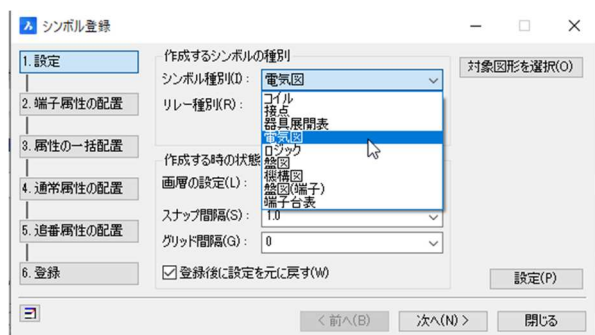 シンボル登録
1.設定
2.端子属性の配置
3.属性の一括配置
4.通常属性の配置
5.追番属性の配置
6.登録
作成するシンボルの種別
シンボル種別(I)： 電気図
リレー種別(R)：
コイル
接点
器具展開表
電気図
ロジック
盤図
機構図
盤図(端子)
端子台表
作成する時の状態
画層の設定(L)：
スナップ間隔(S)： 1.0
グリッド間隔(G)： 0
登録後に設定を元に戻す(W)
対象図形を選択(O)
設定(P)
< 前へ(B)
次へ(N) >
閉じる